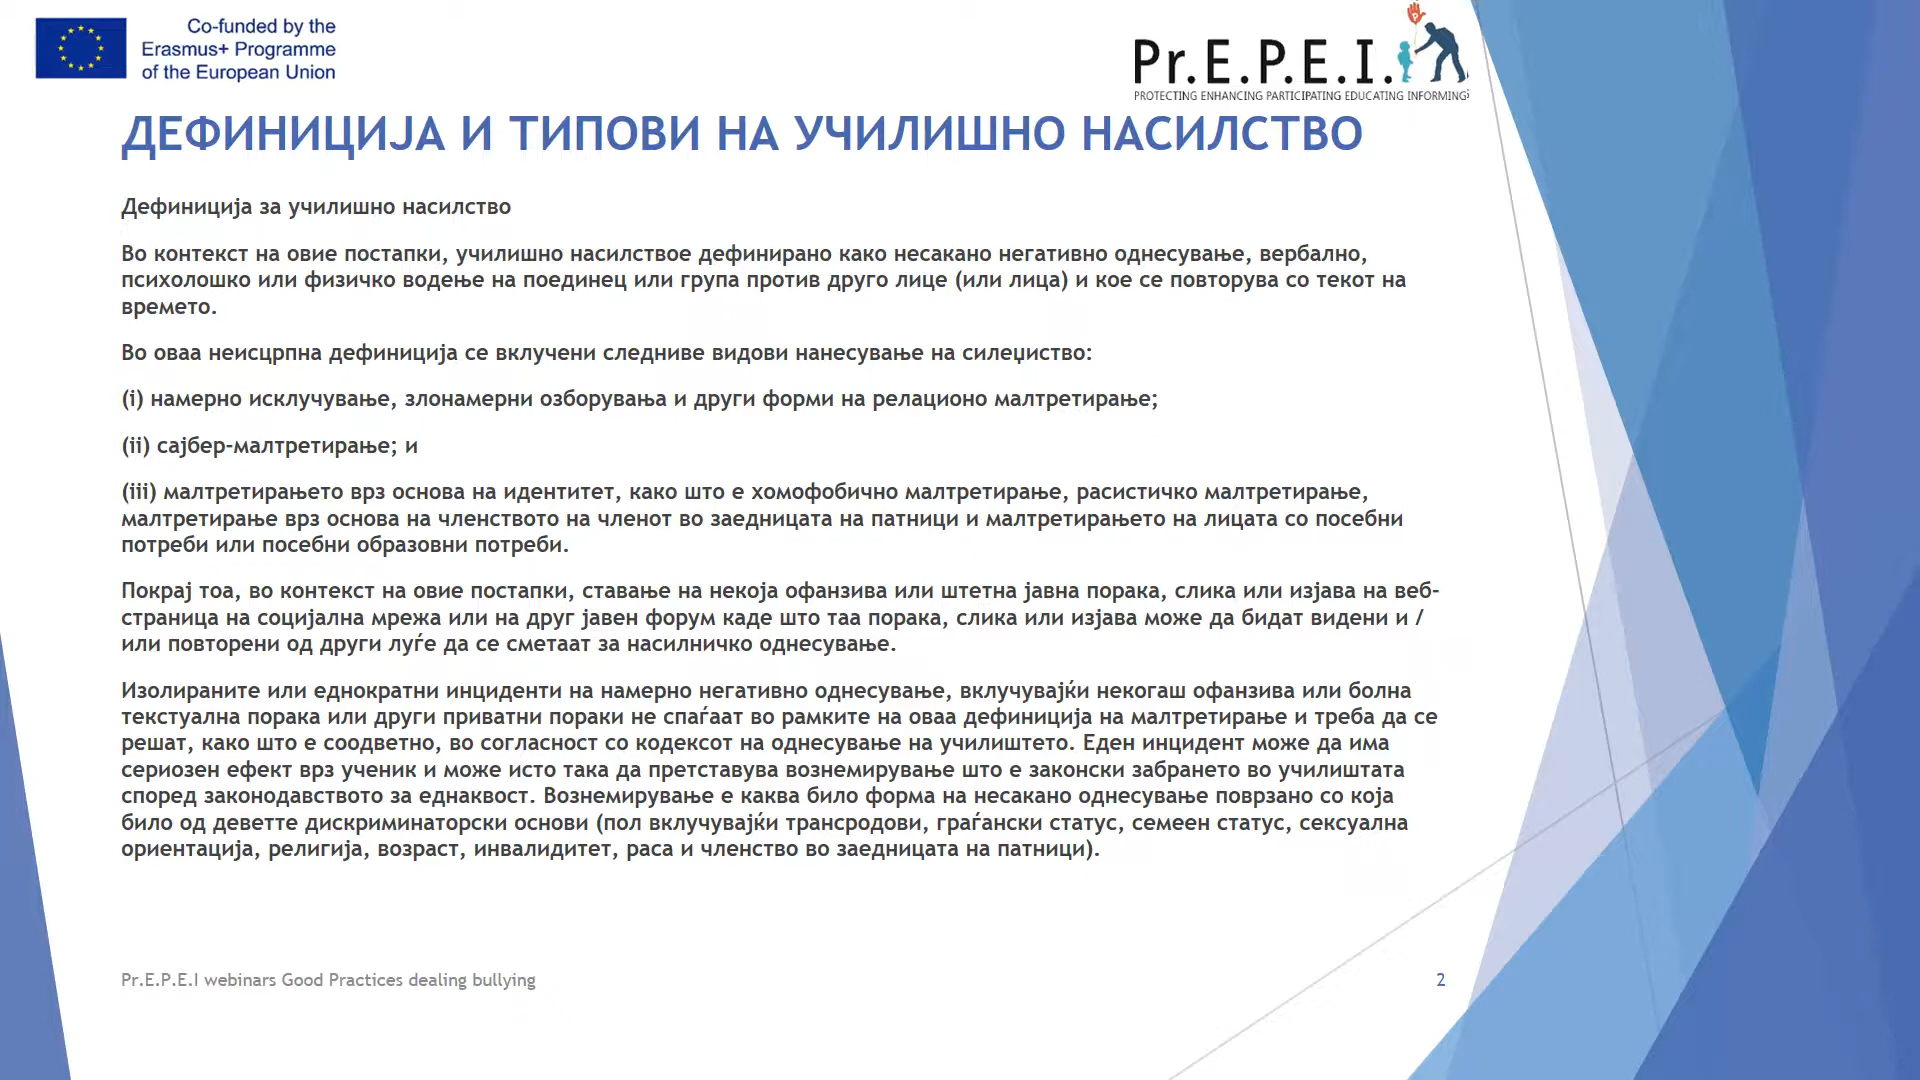 Co-funded by the
Erasmus+ Programme
of the European Union
Pr.E.P.E.I.
PROTECTING ENHANCING PARTICIPATING EDUCATING INFORMING
ДЕФИНИЦИЈА И ТИПОВИ НА УЧИЛИШНО НАСИЛСТВО
Дефиниција за училишно насилство
Во контекст на овие постапки, училишно насилствое дефинирано како несакано негативно однесување, вербално,
психолошко или физичко водење на поединец или група против друго лице (или лица) и кое се повторува со текот на
времето.
Во оваа неисцрпна дефиниција се вклучени следниве видови нанесување на силеџиство:
(i) намерно исклучување, злонамерни озборувања и други форми на релационо малтретирање;
(ii) сајбер-малтретирање; и
(iii) малтретирањето врз основа на идентитет, како што е хомофобично малтретирање, расистичко малтретирање,
малтретирање врз основа на членството на членот во заедницата на патници и малтретирањето на лицата со посебни
потреби или посебни образовни потреби.
Покрај тоа, во контекст на овие постапки, ставање на некоја офанзива или штетна јавна порака, слика или изјава на веб-
страница на социјална мрежа или на друг јавен форум каде што таа порака, слика или изјава може да бидат видени и /
или повторени од други луѓе да се сметаат за насилничко однесување.
Изолираните или еднократни инциденти на намерно негативно однесување, вклучувајќи некогаш офанзива или болна
текстуална порака или други приватни пораки не спаѓаат во рамките на оваа дефиниција на малтретирање и треба да се
решат, како што е соодветно, во согласност со кодексот на однесување на училиштето. Еден инцидент може да има
сериозен ефект врз ученик и може исто така да претставува вознемирување што е законски забрането во училиштата
според законодавството за еднаквост. Вознемирување е каква било форма на несакано однесување поврзано со која
било од деветте дискриминаторски основи (пол вклучувајќи трансродови, граѓански статус, семеен статус, сексуална
ориентација, религија, возраст, инвалидитет, раса и членство во заедницата на патници).
Pr.E.P.E.I webinars Good Practices dealing bullying
2